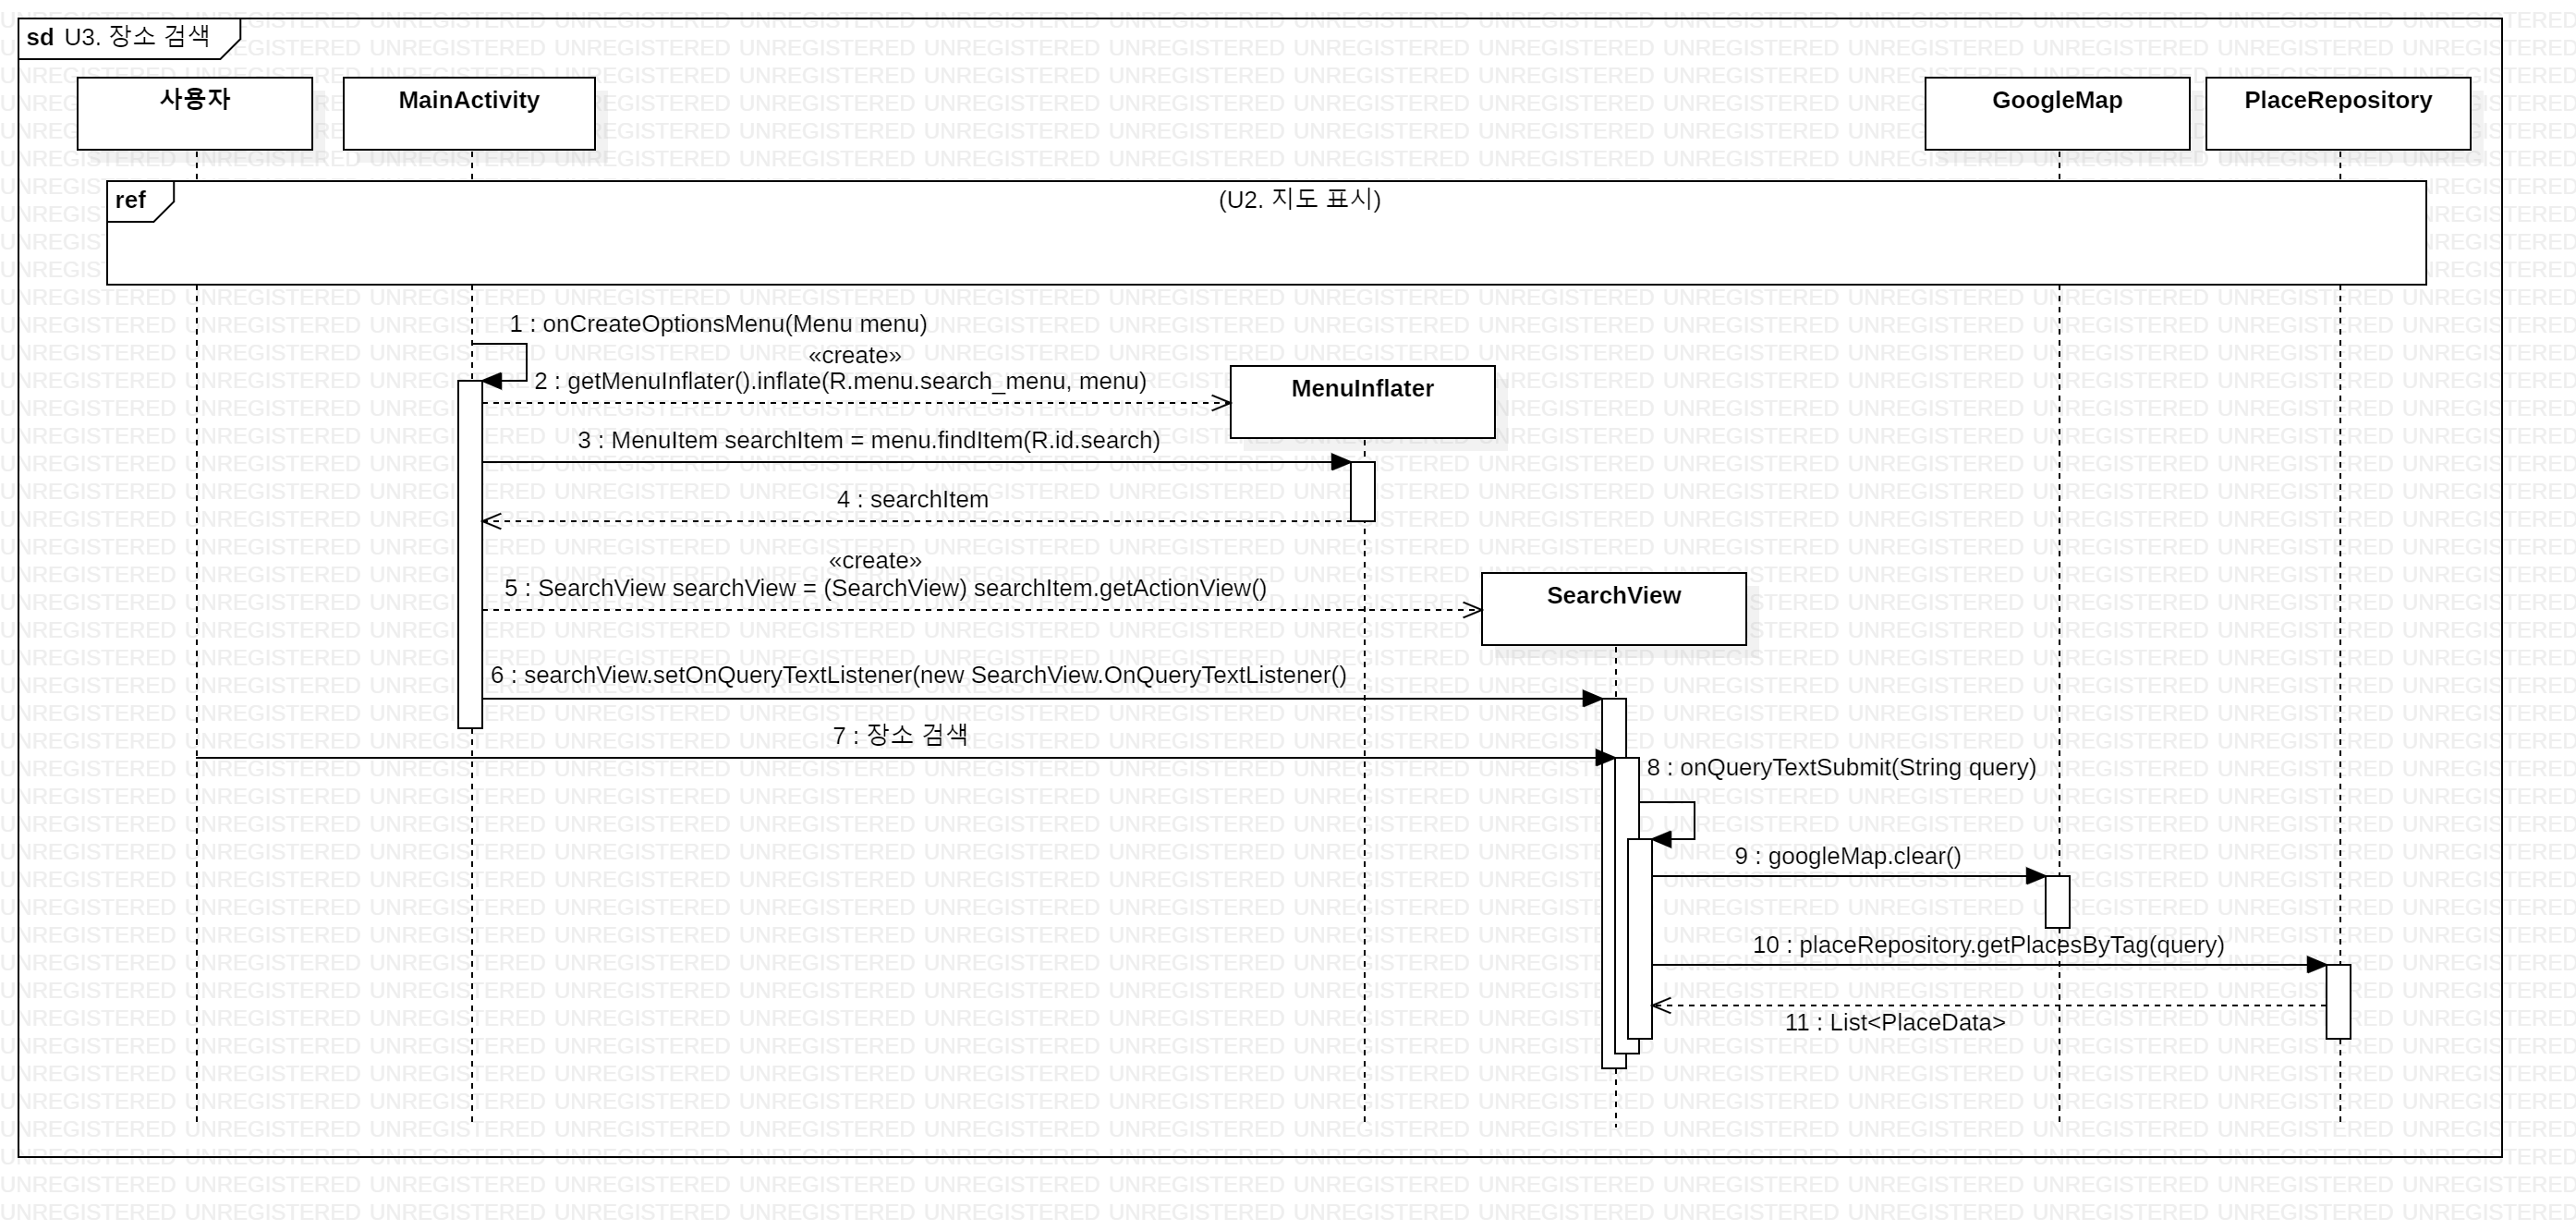 sd U3. 장소 검색
사용자
MainActivity
GoogleMap
PlaceRepository
ref
(U2. 지도 표시)
1 : onCreateOptionsMenu(Menu menu)
«create»
2 : getMenuInflater().inflate(R.menu.search_menu, menu)
MenuInflater
3 : MenuItem searchItem = menu.findItem(R.id.search)
4 : searchItem
«create»
5 : SearchView searchView = (SearchView) searchItem.getActionView()
SearchView
6 : searchView.setOnQueryTextListener(new SearchView.OnQueryTextListener()
7 : 장소 검색
8 : onQueryTextSubmit(String query)
9 : googleMap.clear()
10 : placeRepository.getPlacesByTag(query)
11 : List<PlaceData>
UNREGISTERED